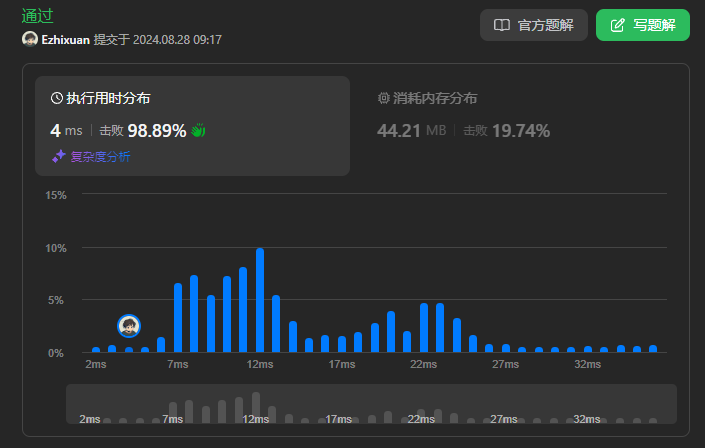 通过
Ezhixuan 提交于 2024.08.28 09:17
官方题解
写题解
执行用时分布
4 ms 击败 98.89%
复杂度分析
消耗内存分布
44.21 MB 击败 19.74%
15%
10%
5%
0%
2ms 7ms 12ms 17ms 22ms 27ms 32ms
2ms 7ms 12ms 17ms 22ms 27ms 32ms